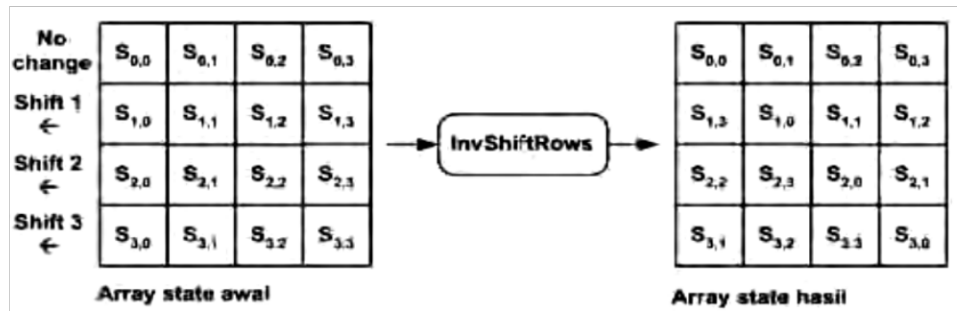 No change S₀,₀ S₀,₁ S₀,₂ S₀,₃ S₀,₀ S₀,₁ S₀,₂ S₀,₃
Shift 1 ← S₁,₀ S₁,₁ S₁,₂ S₁,₃ InvShiftRows S₁,₃ S₁,₀ S₁,₁ S₁,₂
Shift 2 ← S₂,₀ S₂,₁ S₂,₂ S₂,₃ S₂,₂ S₂,₃ S₂,₀ S₂,₁
Shift 3 ← S₃,₀ S₃,₁ S₃,₂ S₃,₃ S₃,₁ S₃,₂ S₃,₃ S₃,₀
Array state awal Array state hasil